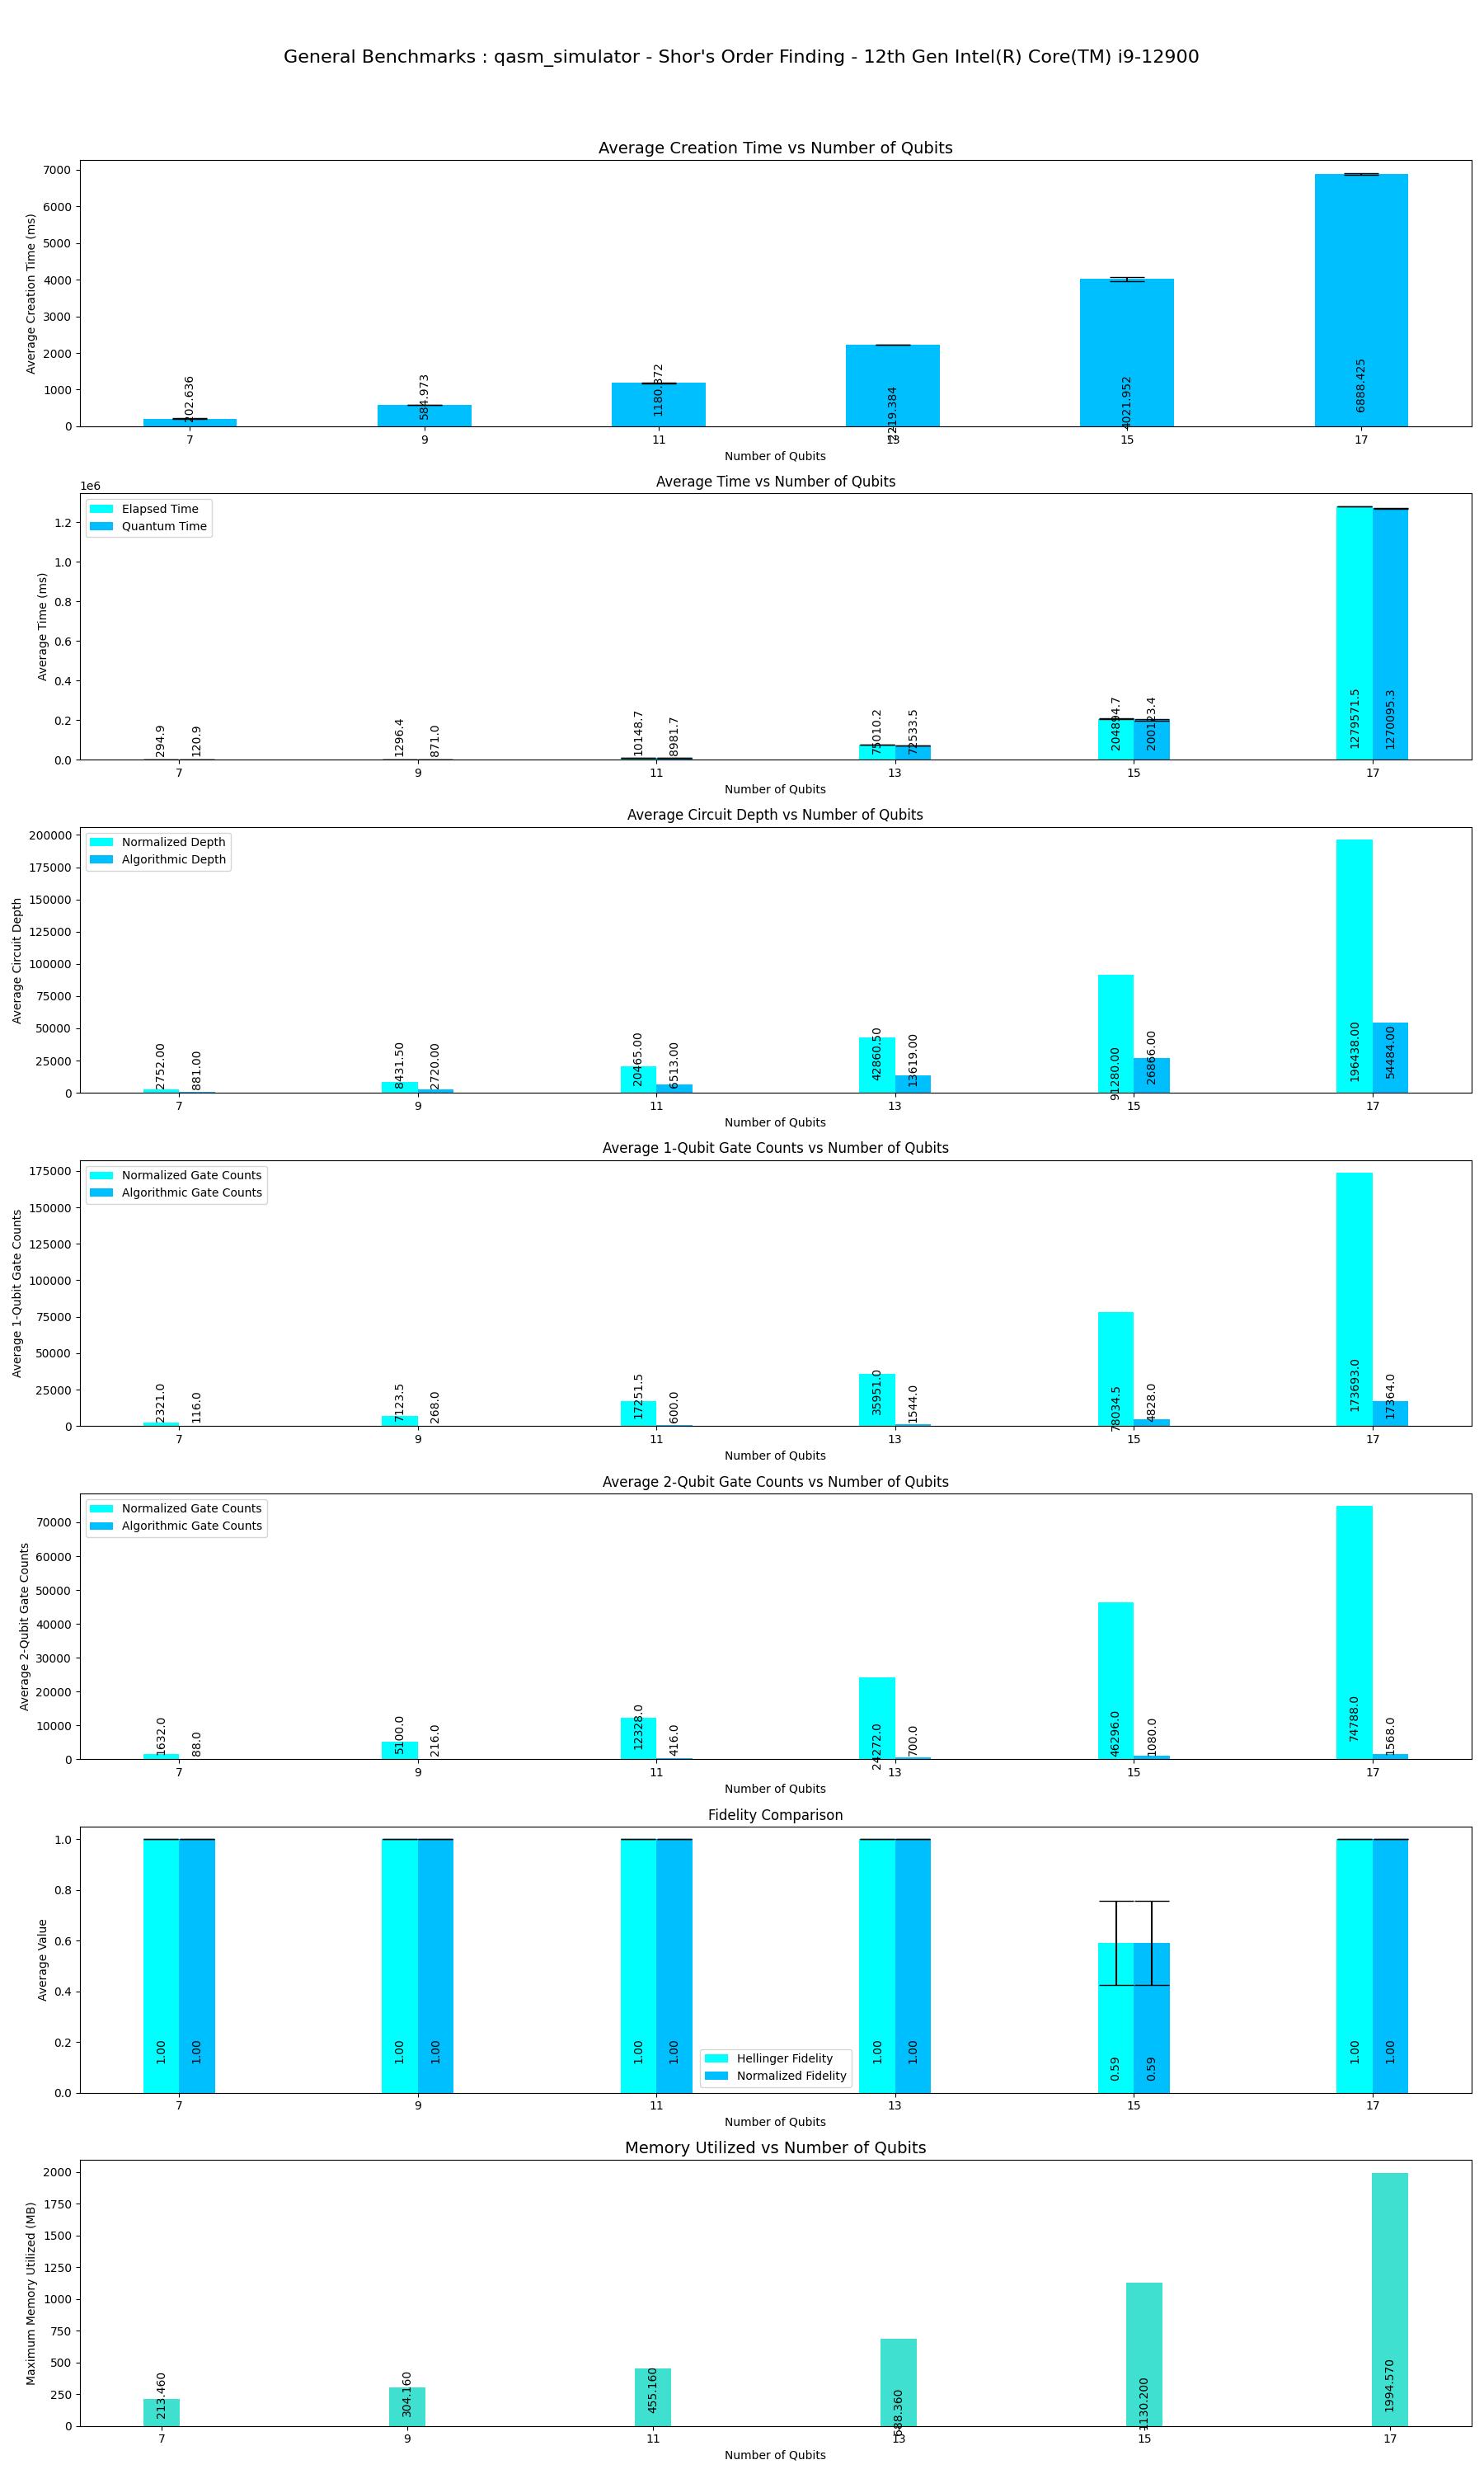 General Benchmarks : qasm_simulator - Shor's Order Finding - 12th Gen Intel(R) Core(TM) i9-12900
Average Creation Time vs Number of Qubits
Average Creation Time (ms)
7000
6000
5000
4000
3000
2000
1000
0
202.636
584.973
1180.872
2219.384
4021.952
6888.425
7 9 11 13 15 17
Number of Qubits
Average Time vs Number of Qubits
1e6
Elapsed Time
Quantum Time
Average Time (ms)
1.2
1.0
0.8
0.6
0.4
0.2
0.0
294.9 120.9
1296.4 871.0
10148.7 8981.7
75010.2 72533.5
204894.7 200123.4
1279571.5 1270095.3
7 9 11 13 15 17
Number of Qubits
Average Circuit Depth vs Number of Qubits
Normalized Depth
Algorithmic Depth
Average Circuit Depth
200000
175000
150000
125000
100000
75000
50000
25000
0
2752.00 881.00
8431.50 2720.00
20465.00 6513.00
42860.50 13619.00
91280.00 26866.00
196438.00 54484.00
7 9 11 13 15 17
Number of Qubits
Average 1-Qubit Gate Counts vs Number of Qubits
Normalized Gate Counts
Algorithmic Gate Counts
Average 1-Qubit Gate Counts
175000
150000
125000
100000
75000
50000
25000
0
2321.0 116.0
7123.5 268.0
17251.5 600.0
35951.0 1544.0
78034.5 4828.0
173693.0 17364.0
7 9 11 13 15 17
Number of Qubits
Average 2-Qubit Gate Counts vs Number of Qubits
Normalized Gate Counts
Algorithmic Gate Counts
Average 2-Qubit Gate Counts
70000
60000
50000
40000
30000
20000
10000
0
1632.0 88.0
5100.0 216.0
12328.0 416.0
24272.0 700.0
46296.0 1080.0
74788.0 1568.0
7 9 11 13 15 17
Number of Qubits
Fidelity Comparison
Average Value
1.0
0.8
0.6
0.4
0.2
0.0
1.00 1.00
1.00 1.00
1.00 1.00
1.00 1.00
0.59 0.59
1.00 1.00
Hellinger Fidelity
Normalized Fidelity
7 9 11 13 15 17
Number of Qubits
Memory Utilized vs Number of Qubits
Maximum Memory Utilized (MB)
2000
1750
1500
1250
1000
750
500
250
0
213.460
304.160
455.160
688.360
1130.200
1994.570
7 9 11 13 15 17
Number of Qubits